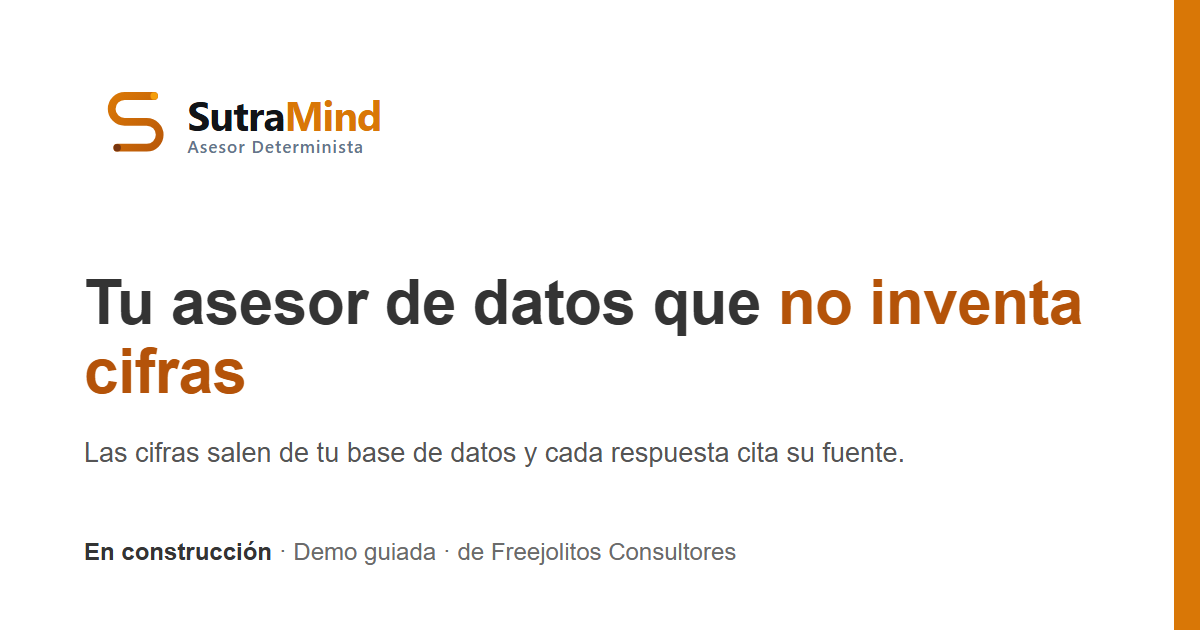 SutraMind
Asesor Determinista
Tu asesor de datos que no inventa
cifras
Las cifras salen de tu base de datos y cada respuesta cita su fuente.
En construcción · Demo guiada · de Freejolitos Consultores